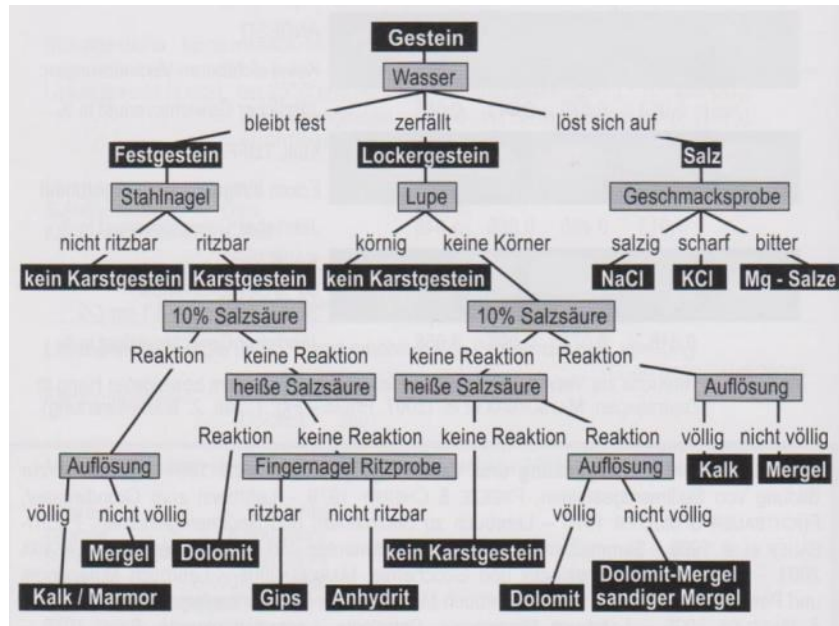 Gestein
Wasser
bleibt fest zerfällt löst sich auf
Festgestein Lockergestein Salz
Stahlnagel Lupe Geschmacksprobe
nicht ritzbar ritzbar körnig keine Körner salzig scharf bitter
kein Karstgestein Karstgestein kein Karstgestein NaCl KCl Mg - Salze
10% Salzsäure 10% Salzsäure
Reaktion keine Reaktion keine Reaktion Reaktion
heiße Salzsäure heiße Salzsäure Auflösung
Reaktion keine Reaktion keine Reaktion Reaktion völlig nicht völlig
Auflösung Fingernagel Ritzprobe Auflösung Kalk Mergel
völlig nicht völlig ritzbar nicht ritzbar völlig nicht völlig
Mergel Dolomit kein Karstgestein
Kalk / Marmor Gips Anhydrit Dolomit Dolomit-Mergel
sandiger Mergel